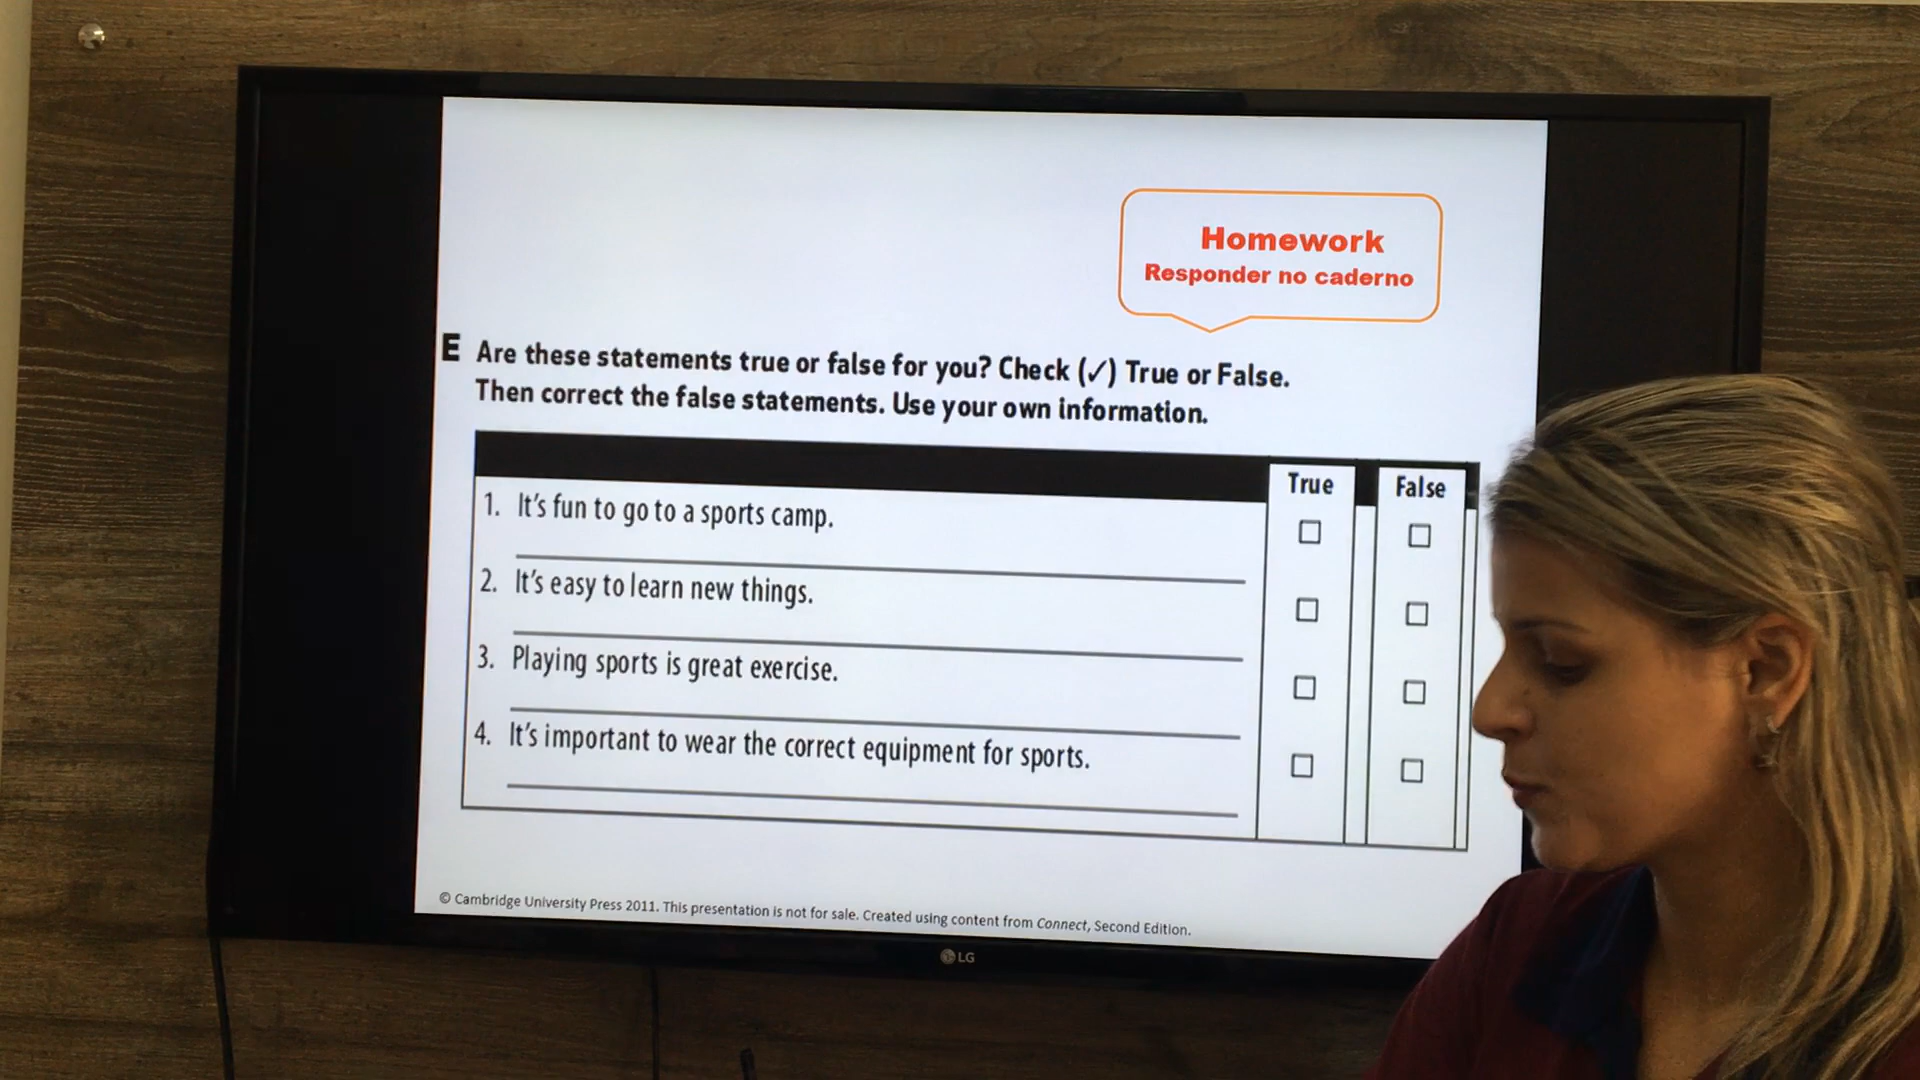 Homework
Responder no caderno
E Are these statements true or false for you? Check (✓) True or False.
Then correct the false statements. Use your own information.
True False
1. It's fun to go to a sports camp.
2. It's easy to learn new things.
3. Playing sports is great exercise.
4. It's important to wear the correct equipment for sports.
© Cambridge University Press 2011. This presentation is not for sale. Created using content from Connect, Second Edition.
LG